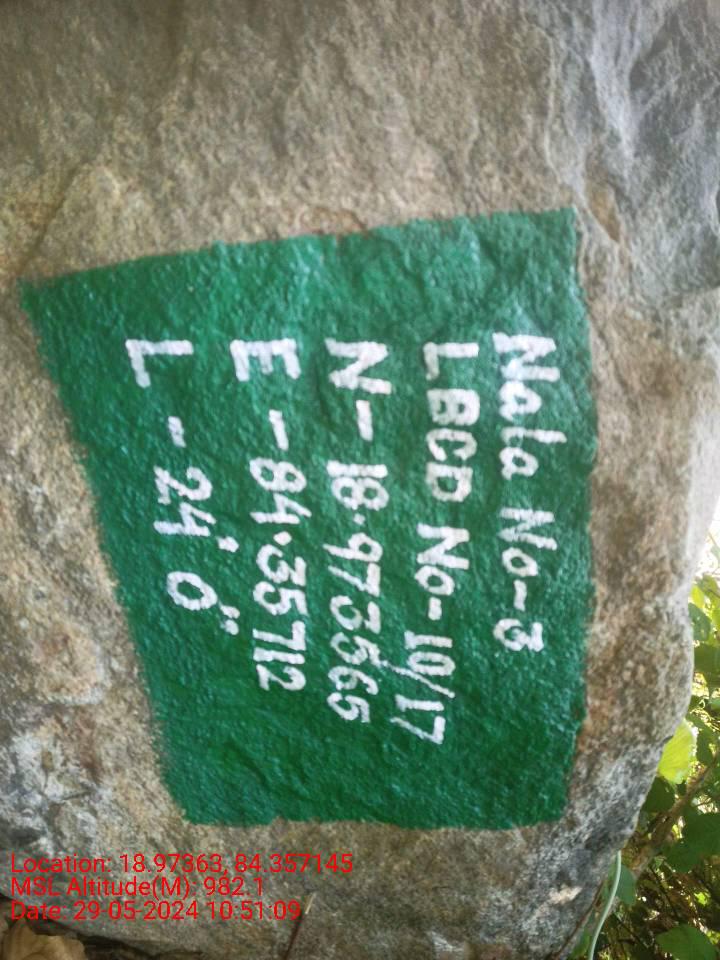 Nala No-3
LBCD No-10/17
N-18.973565
E-84.35712
L-24' 0"
Location: 18.97363, 84.357145
MSL Altitude(M): 982.1
Date: 29-05-2024 10:51:09